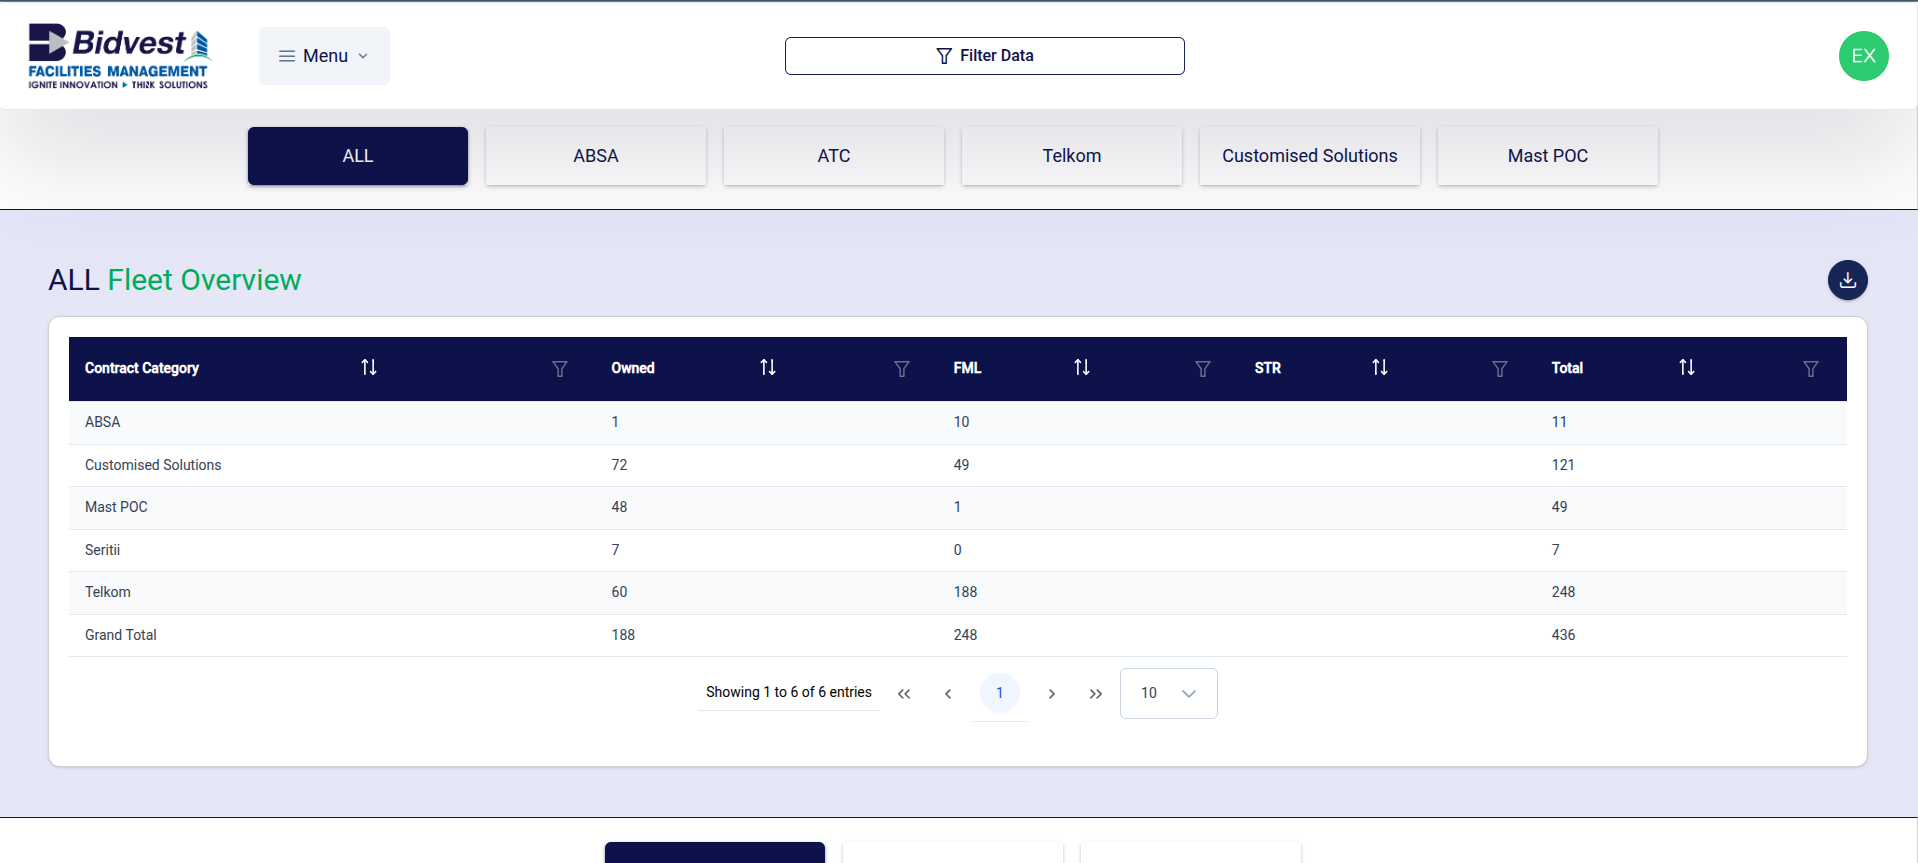 Bidvest
FACILITIES MANAGEMENT
IGNITE INNOVATION ▸ TH1ZK SOLUTIONS
Menu
Filter Data
EX
ALL
ABSA
ATC
Telkom
Customised Solutions
Mast POC
ALL Fleet Overview
Contract Category Owned FML STR Total
ABSA 1 10 11
Customised Solutions 72 49 121
Mast POC 48 1 49
Seritii 7 0 7
Telkom 60 188 248
Grand Total 188 248 436
Showing 1 to 6 of 6 entries « ‹ 1 › » 10